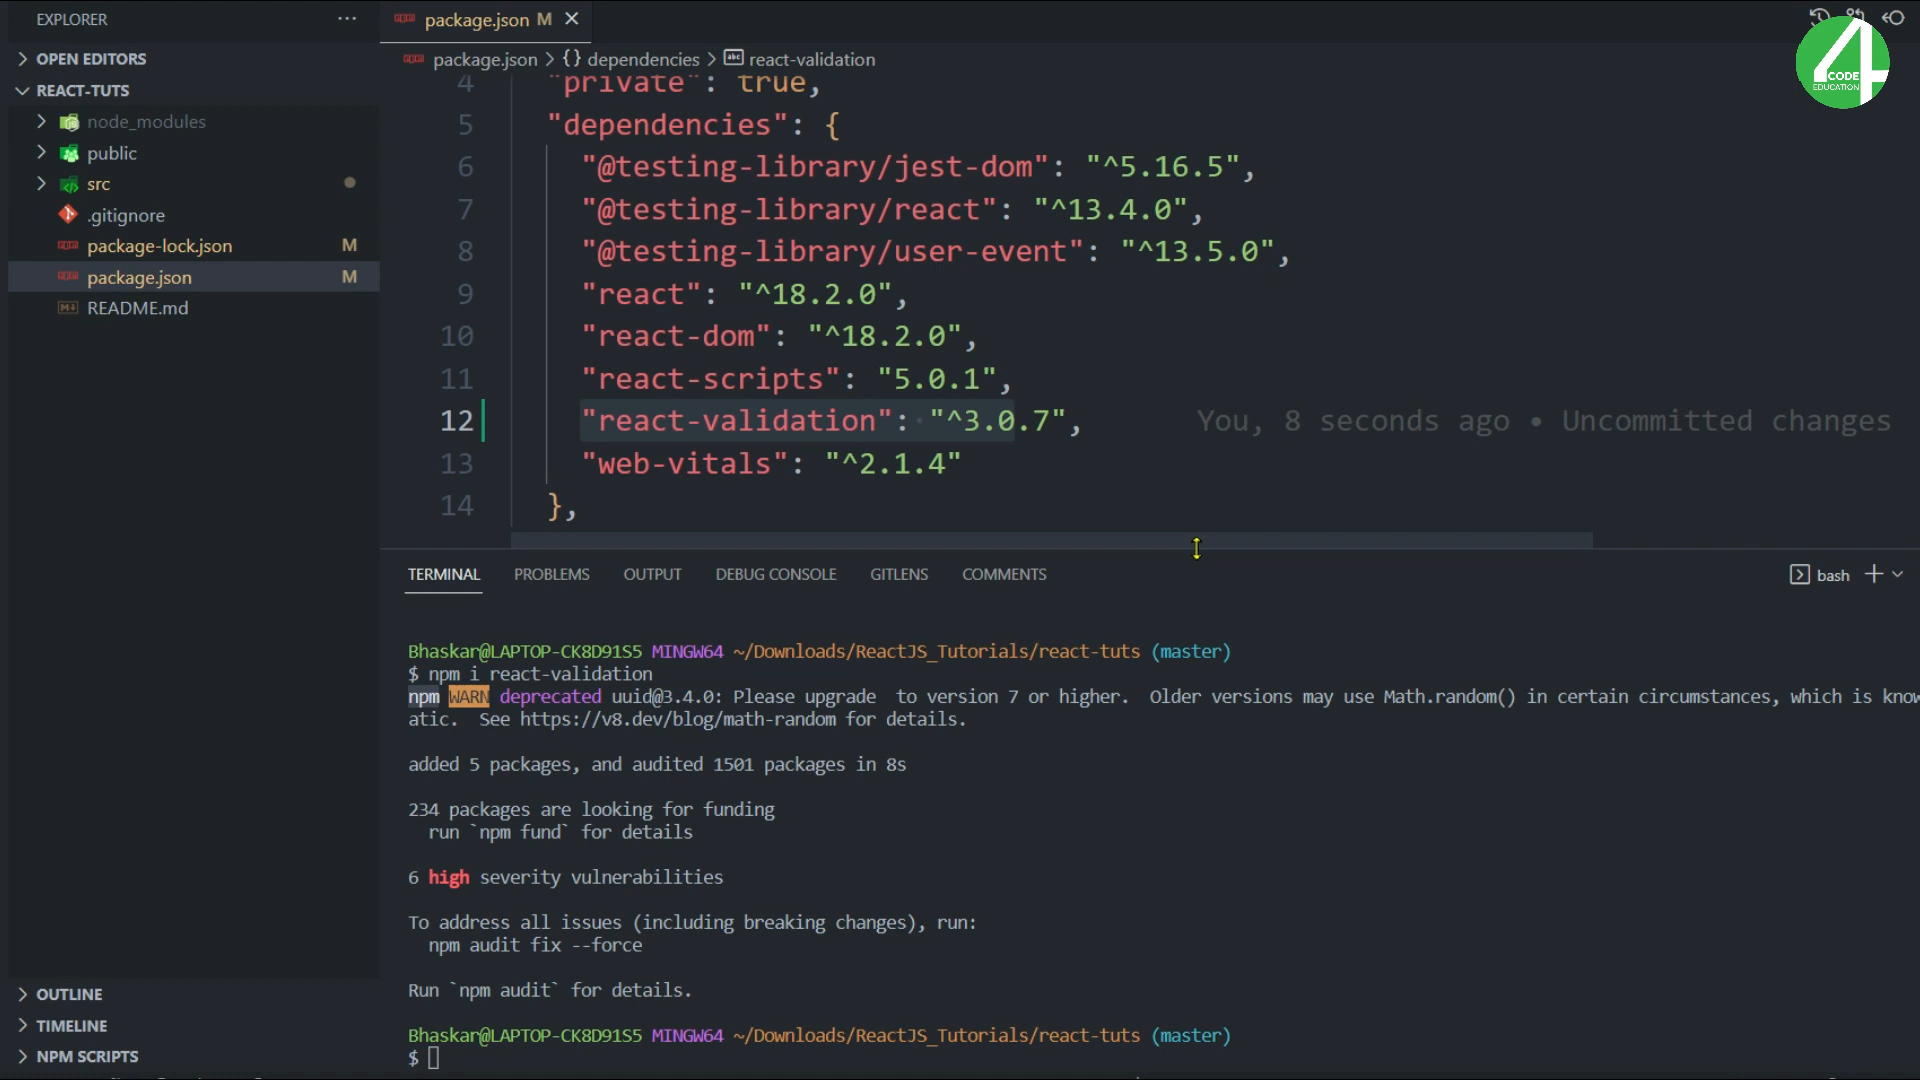 EXPLORER
···
package.json M
OPEN EDITORS
REACT-TUTS
node_modules
public
src
.gitignore
package-lock.json M
package.json M
README.md
OUTLINE
TIMELINE
NPM SCRIPTS
package.json > {} dependencies > abc react-validation
4 "private": true,
5 "dependencies": {
6 "@testing-library/jest-dom": "^5.16.5",
7 "@testing-library/react": "^13.4.0",
8 "@testing-library/user-event": "^13.5.0",
9 "react": "^18.2.0",
10 "react-dom": "^18.2.0",
11 "react-scripts": "5.0.1",
12 "react-validation": "^3.0.7", You, 8 seconds ago • Uncommitted changes
13 "web-vitals": "^2.1.4"
14 },
4
CODE
EDUCATION
TERMINAL PROBLEMS OUTPUT DEBUG CONSOLE GITLENS COMMENTS
bash
Bhaskar@LAPTOP-CK8D91S5 MINGW64 ~/Downloads/ReactJS_Tutorials/react-tuts (master)
$ npm i react-validation
npm WARN deprecated uuid@3.4.0: Please upgrade  to version 7 or higher.  Older versions may use Math.random() in certain circumstances, which is know
atic.  See https://v8.dev/blog/math-random for details.
added 5 packages, and audited 1501 packages in 8s
234 packages are looking for funding
run `npm fund` for details
6 high severity vulnerabilities
To address all issues (including breaking changes), run:
npm audit fix --force
Run `npm audit` for details.
Bhaskar@LAPTOP-CK8D91S5 MINGW64 ~/Downloads/ReactJS_Tutorials/react-tuts (master)
$